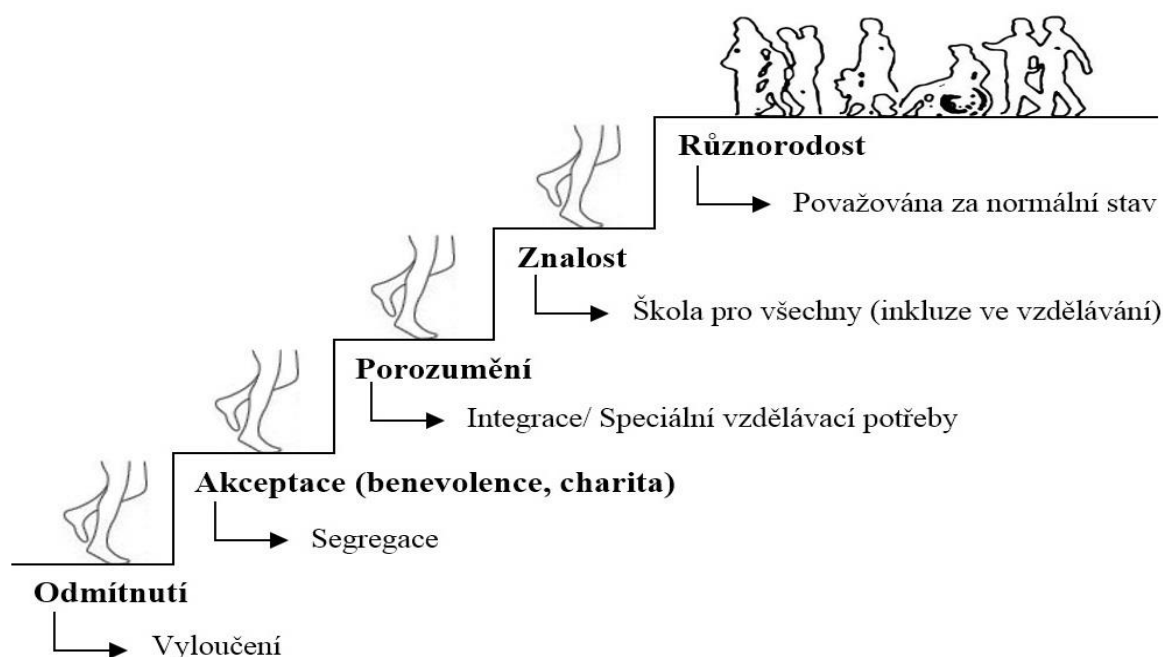 Různorodost
Považována za normální stav
Znalost
Škola pro všechny (inkluze ve vzdělávání)
Porozumění
Integrace/ Speciální vzdělávací potřeby
Akceptace (benevolence, charita)
Segregace
Odmítnutí
Vyloučení